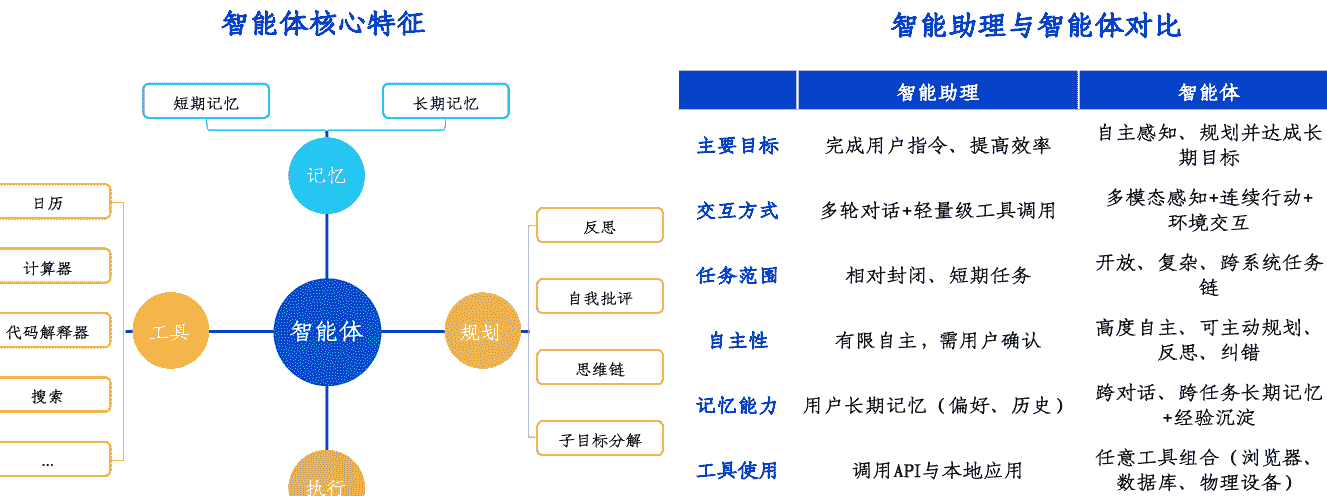 智能体核心特征
短期记忆
长期记忆
记忆
日历
计算器
代码解释器
搜索
...
工具
智能体
规划
反思
自我批评
思维链
子目标分解
执行
智能助理与智能体对比
智能助理
智能体
主要目标
完成用户指令、提高效率
自主感知、规划并达成长
期目标
交互方式
多轮对话+轻量级工具调用
多模态感知+连续行动+
环境交互
任务范围
相对封闭、短期任务
开放、复杂、跨系统任务
链
自主性
有限自主，需用户确认
高度自主、可主动规划、
反思、纠错
记忆能力
用户长期记忆（偏好、历史）
跨对话、跨任务长期记忆
+经验沉淀
工具使用
调用API与本地应用
任意工具组合（浏览器、
数据库、物理设备）